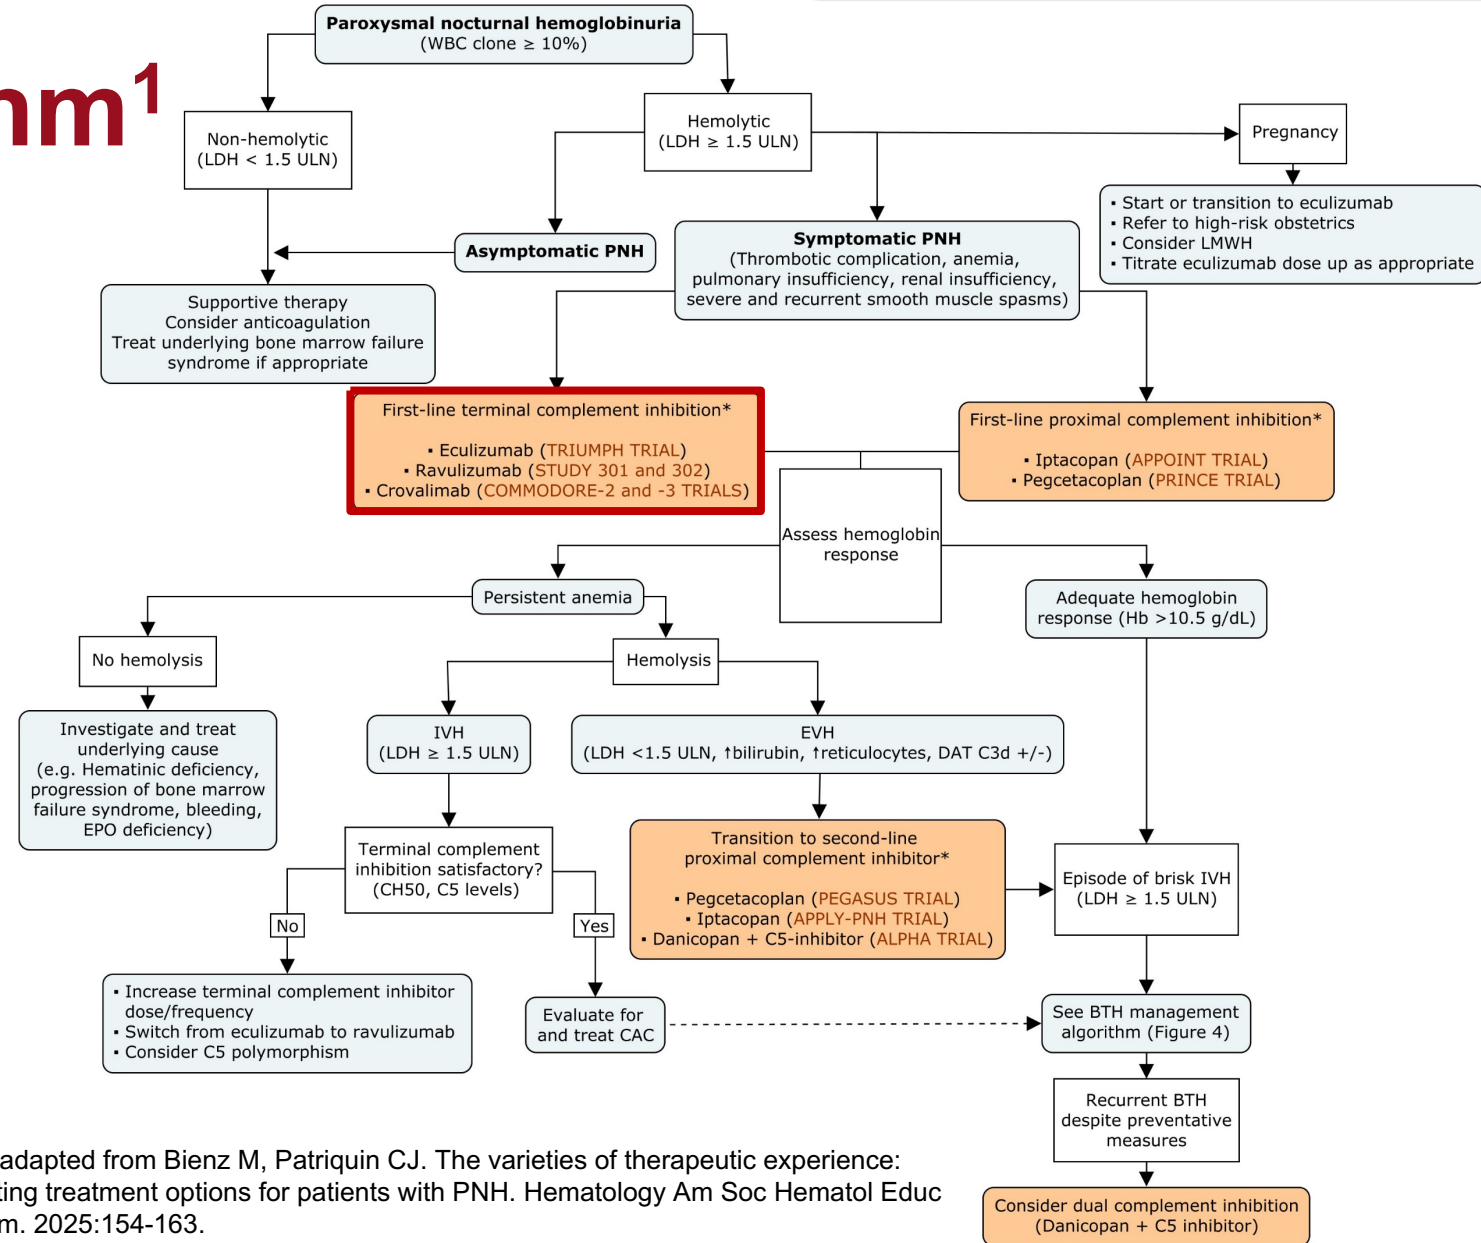 Paroxysmal nocturnal hemoglobinuria
(WBC clone ≥ 10%)
nm¹
Non-hemolytic
(LDH < 1.5 ULN)
Hemolytic
(LDH ≥ 1.5 ULN)
Pregnancy
▪ Start or transition to eculizumab
▪ Refer to high-risk obstetrics
▪ Consider LMWH
▪ Titrate eculizumab dose up as appropriate
Asymptomatic PNH
Symptomatic PNH
(Thrombotic complication, anemia,
pulmonary insufficiency, renal insufficiency,
severe and recurrent smooth muscle spasms)
Supportive therapy
Consider anticoagulation
Treat underlying bone marrow failure
syndrome if appropriate
First-line terminal complement inhibition*
▪ Eculizumab (TRIUMPH TRIAL)
▪ Ravulizumab (STUDY 301 and 302)
▪ Crovalimab (COMMODORE-2 and -3 TRIALS)
First-line proximal complement inhibition*
▪ Iptacopan (APPOINT TRIAL)
▪ Pegcetacoplan (PRINCE TRIAL)
Assess hemoglobin
response
Persistent anemia
Adequate hemoglobin
response (Hb >10.5 g/dL)
No hemolysis
Hemolysis
Investigate and treat
underlying cause
(e.g. Hematinic deficiency,
progression of bone marrow
failure syndrome, bleeding,
EPO deficiency)
IVH
(LDH ≥ 1.5 ULN)
EVH
(LDH <1.5 ULN, ↑bilirubin, ↑reticulocytes, DAT C3d +/-)
Terminal complement
inhibition satisfactory?
(CH50, C5 levels)
Transition to second-line
proximal complement inhibitor*
▪ Pegcetacoplan (PEGASUS TRIAL)
▪ Iptacopan (APPLY-PNH TRIAL)
▪ Danicopan + C5-inhibitor (ALPHA TRIAL)
Episode of brisk IVH
(LDH ≥ 1.5 ULN)
No
Yes
▪ Increase terminal complement inhibitor
dose/frequency
▪ Switch from eculizumab to ravulizumab
▪ Consider C5 polymorphism
Evaluate for
and treat CAC
See BTH management
algorithm (Figure 4)
Recurrent BTH
despite preventative
measures
Consider dual complement inhibition
(Danicopan + C5 inhibitor)
adapted from Bienz M, Patriquin CJ. The varieties of therapeutic experience:
ting treatment options for patients with PNH. Hematology Am Soc Hematol Educ
m. 2025:154-163.